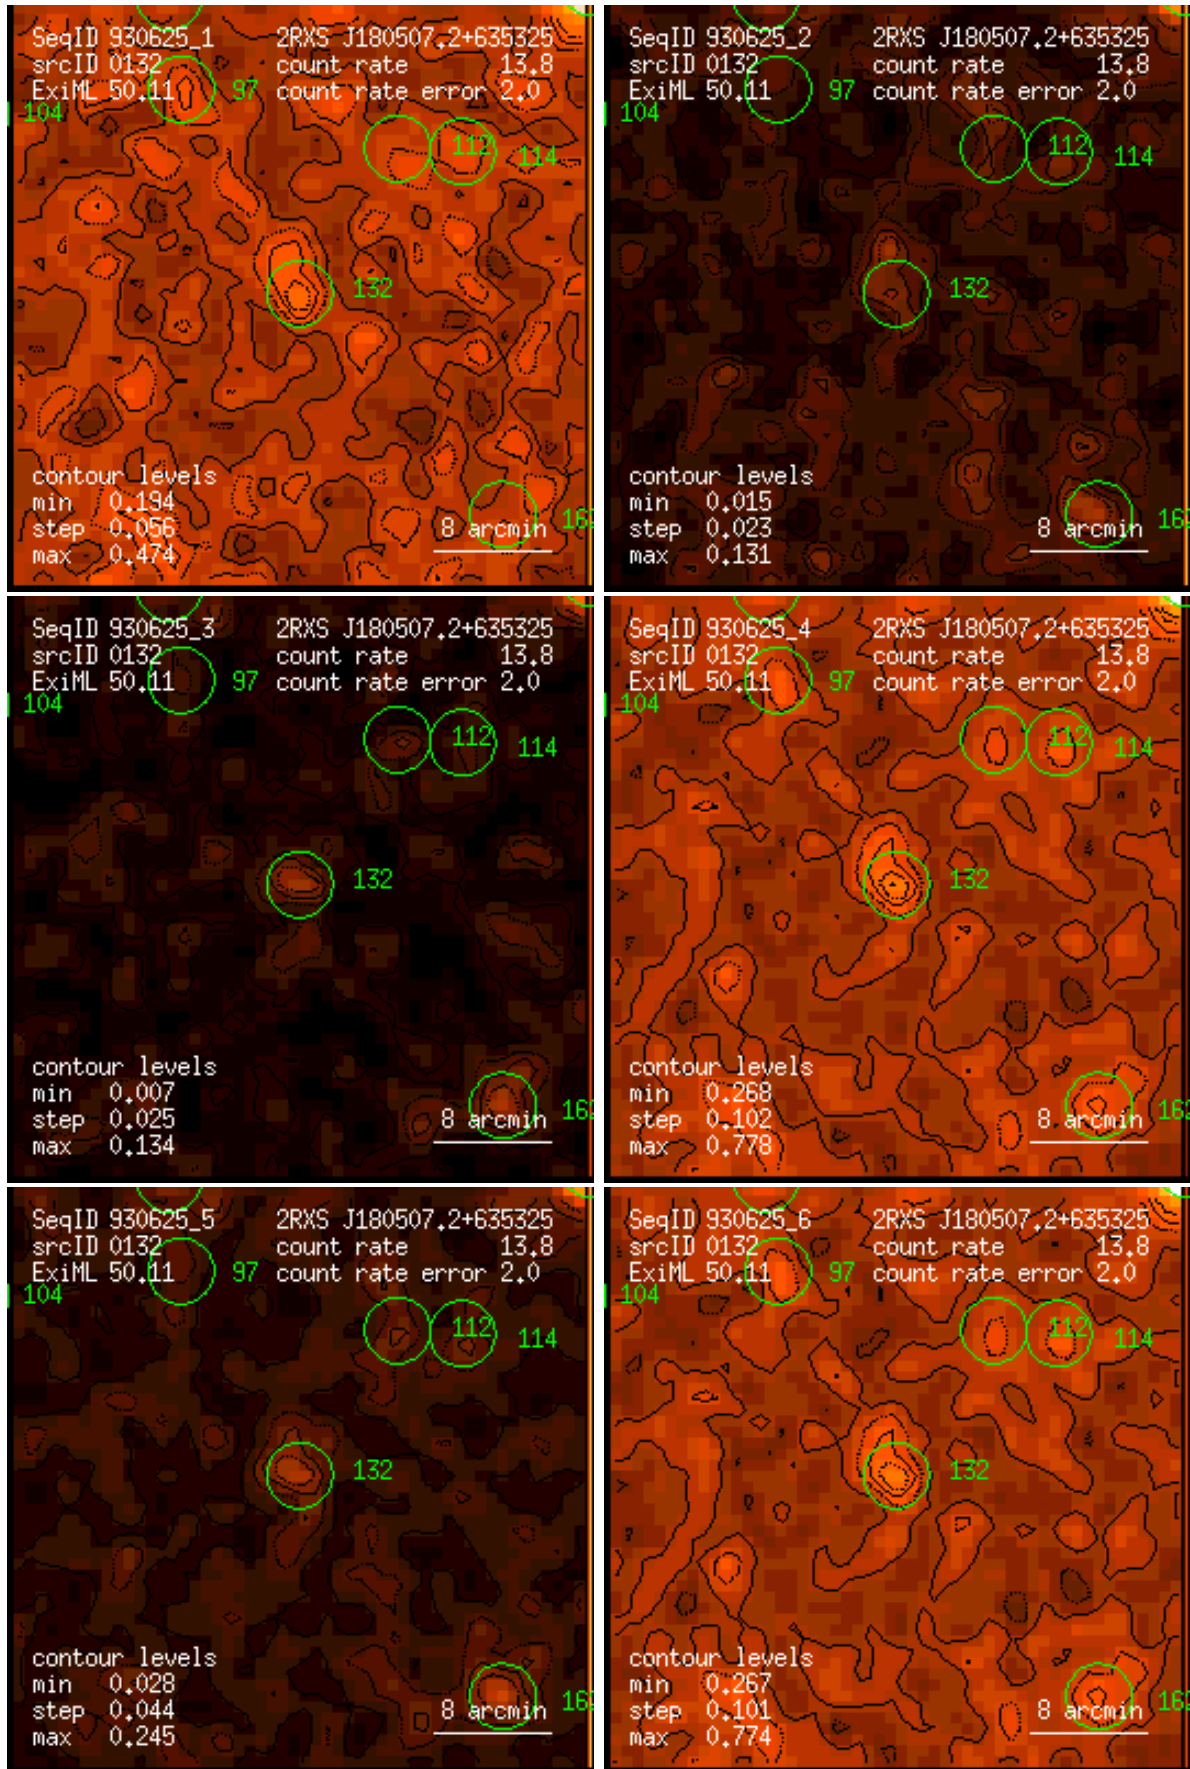 SeqID 930625_1 2RXS J180507.2+635325
srcID 0132 count rate 13.8
ExiML 50.11 97 count rate error 2.0
104
112 114
132
contour levels
min 0.194
step 0.056
max 0.474
8 arcmin
SeqID 930625_2 2RXS J180507.2+635325
srcID 0132 count rate 13.8
ExiML 50.11 97 count rate error 2.0
104
112 114
132
contour levels
min 0.015
step 0.023
max 0.131
8 arcmin
SeqID 930625_3 2RXS J180507.2+635325
srcID 0132 count rate 13.8
ExiML 50.11 97 count rate error 2.0
104
112 114
132
contour levels
min 0.007
step 0.025
max 0.134
8 arcmin
SeqID 930625_4 2RXS J180507.2+635325
srcID 0132 count rate 13.8
ExiML 50.11 97 count rate error 2.0
104
112 114
132
contour levels
min 0.268
step 0.102
max 0.778
8 arcmin
SeqID 930625_5 2RXS J180507.2+635325
srcID 0132 count rate 13.8
ExiML 50.11 97 count rate error 2.0
104
112 114
132
contour levels
min 0.028
step 0.044
max 0.245
8 arcmin
SeqID 930625_6 2RXS J180507.2+635325
srcID 0132 count rate 13.8
ExiML 50.11 97 count rate error 2.0
104
112 114
132
contour levels
min 0.267
step 0.101
max 0.774
8 arcmin